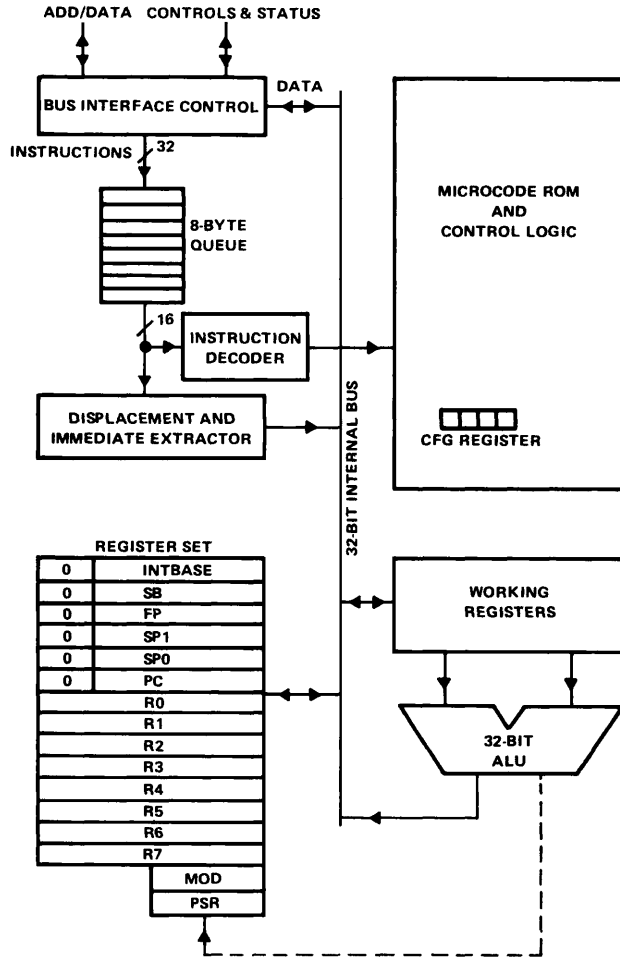 ADD/DATA
CONTROLS & STATUS
BUS INTERFACE CONTROL
DATA
INSTRUCTIONS
32
8-BYTE
QUEUE
MICROCODE ROM
AND
CONTROL LOGIC
16
INSTRUCTION
DECODER
DISPLACEMENT AND
IMMEDIATE EXTRACTOR
CFG REGISTER
32-BIT INTERNAL BUS
REGISTER SET
0 INTBASE
0 SB
0 FP
0 SP1
0 SP0
0 PC
R0
R1
R2
R3
R4
R5
R6
R7
MOD
PSR
WORKING
REGISTERS
32-BIT
ALU